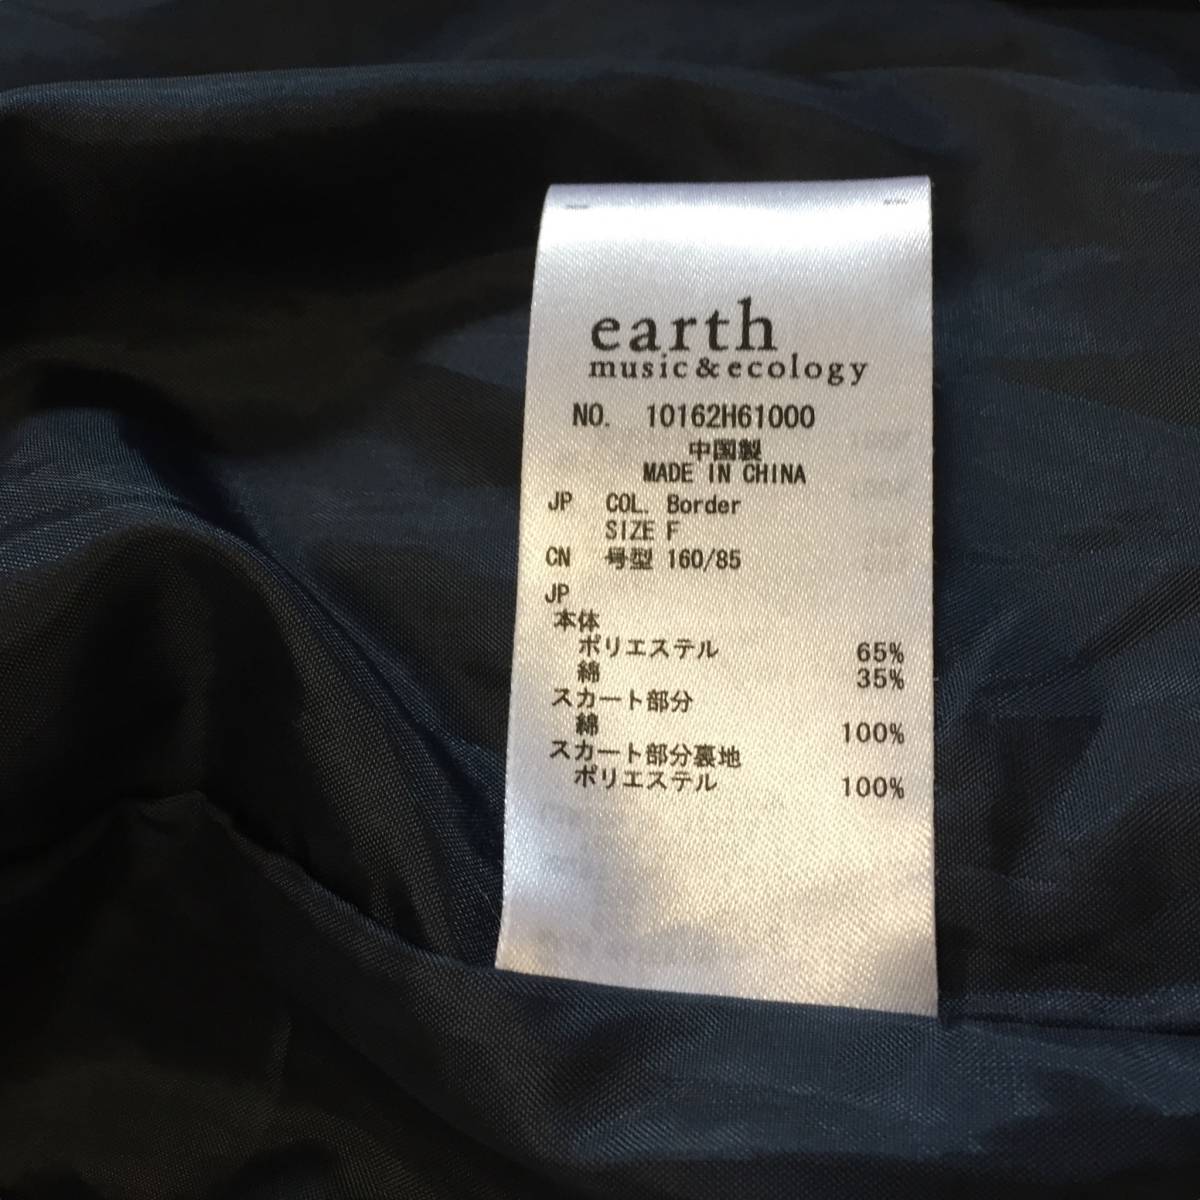 earth
music&ecology
NO. 10162H61000
中国製
MADE IN CHINA
JP COL. Border
SIZE F
CN 号型 160/85
JP
本体
ポリエステル 65%
綿 35%
スカート部分
綿 100%
スカート部分裏地
ポリエステル 100%